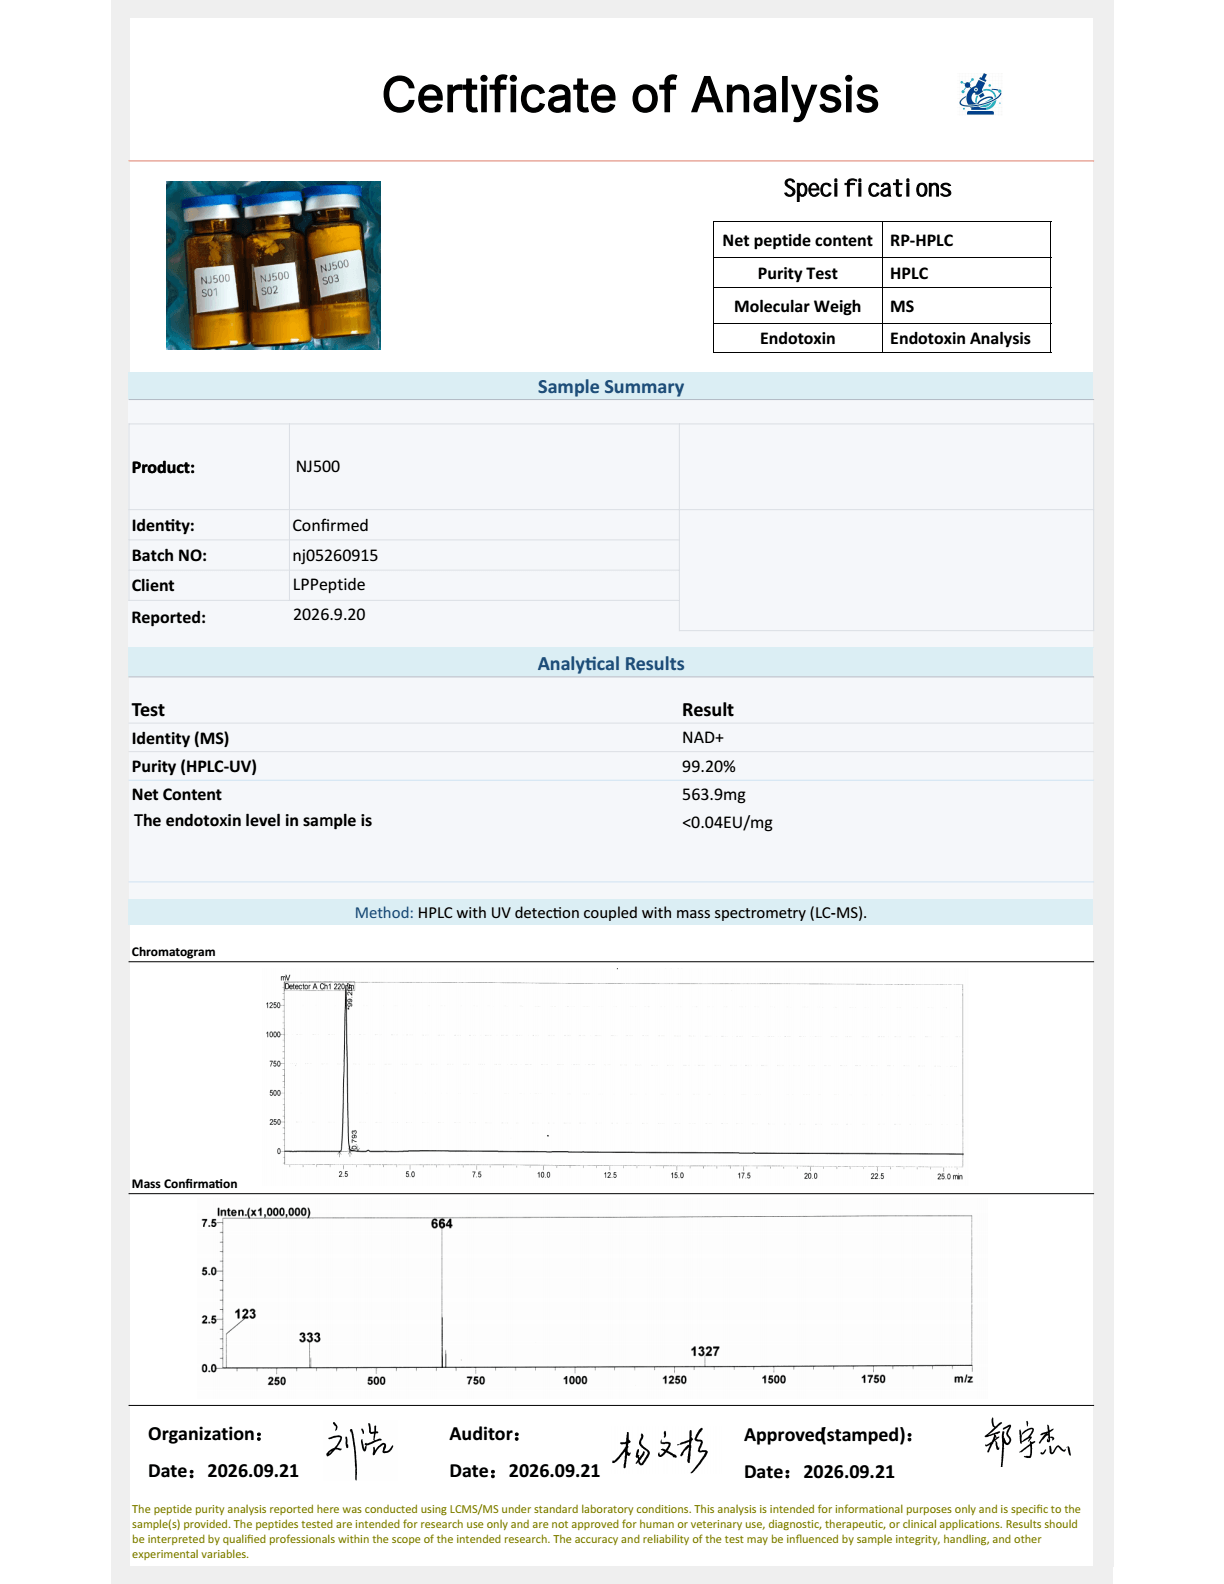 Certificate of Analysis
NJ500
S01
NJ500
S02
NJ500
S03
Specifications
Net peptide content RP-HPLC
Purity Test HPLC
Molecular Weigh MS
Endotoxin Endotoxin Analysis
Sample Summary
Product: NJ500
Identity: Confirmed
Batch NO: nj05260915
Client LPPeptide
Reported: 2026.9.20
Analytical Results
Test Result
Identity (MS) NAD+
Purity (HPLC-UV) 99.20%
Net Content 563.9mg
The endotoxin level in sample is <0.04EU/mg
Method: HPLC with UV detection coupled with mass spectrometry (LC-MS).
Chromatogram
mV
Detector A Ch1
1250
1000
750
500
250
0
0.793
2.5 5.0 7.5 10.0 12.5 15.0 17.5 20.0 22.5 25.0 min
Mass Confirmation
Inten.(x1,000,000)
7.5
5.0
2.5
0.0
664
123
333
1327
250 500 750 1000 1250 1500 1750 m/z
Organization： 刘浩 Auditor： 杨文杉 Approved(stamped)： 郑宇杰
Date：2026.09.21 Date：2026.09.21 Date：2026.09.21
The peptide purity analysis reported here was conducted using LCMS/MS under standard laboratory conditions. This analysis is intended for informational purposes only and is specific to the
sample(s) provided. The peptides tested are intended for research use only and are not approved for human or veterinary use, diagnostic, therapeutic, or clinical applications. Results should
be interpreted by qualified professionals within the scope of the intended research. The accuracy and reliability of the test may be influenced by sample integrity, handling, and other
experimental variables.